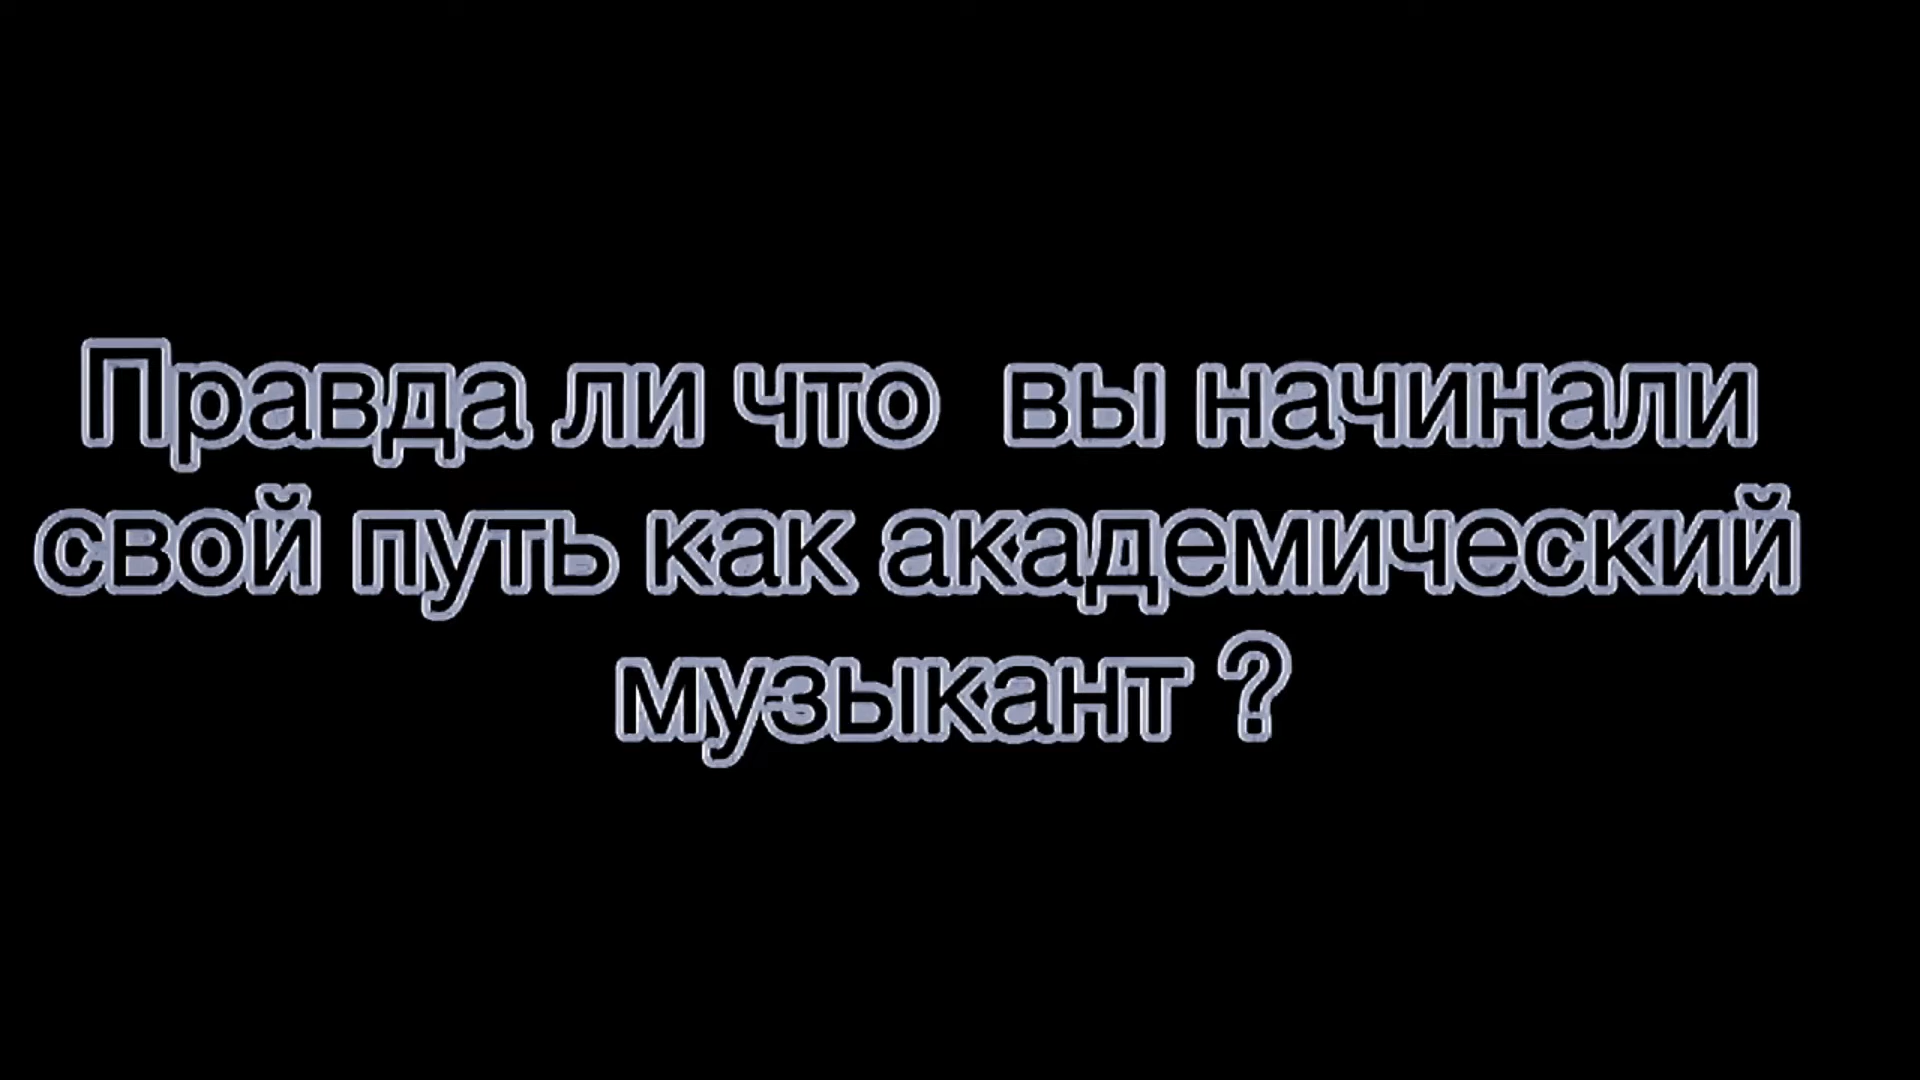 Правда ли что  вы начинали
свой путь как академический
музыкант ?